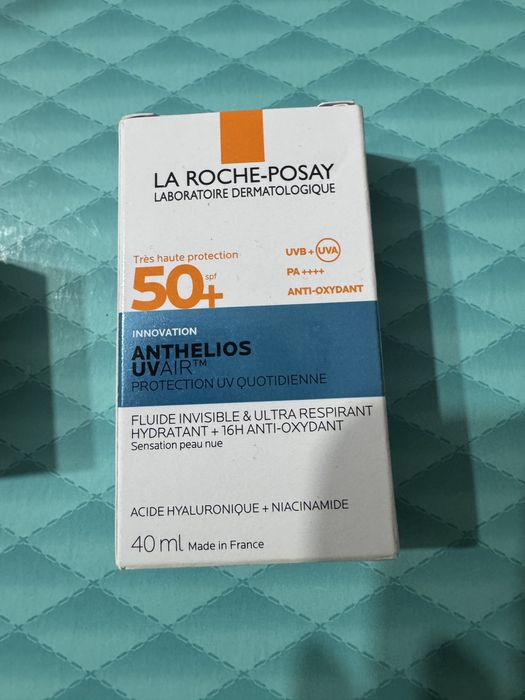 LA ROCHE-POSAY
LABORATOIRE DERMATOLOGIQUE
Très haute protection
50+ spf
UVB + UVA
PA ++++
ANTI-OXYDANT
INNOVATION
ANTHELIOS
UVAIR™
PROTECTION UV QUOTIDIENNE
FLUIDE INVISIBLE & ULTRA RESPIRANT
HYDRATANT + 16H ANTI-OXYDANT
Sensation peau nue
ACIDE HYALURONIQUE + NIACINAMIDE
40 ml Made in France